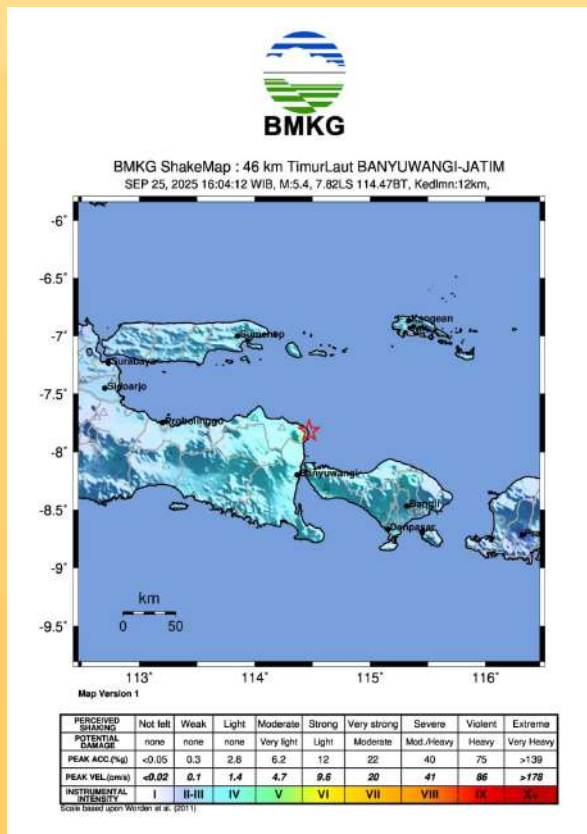 BMKG
BMKG ShakeMap : 46 km TimurLaut BANYUWANGI-JATIM
SEP 25, 2025 16:04:12 WIB, M:5.4, 7.82LS 114.47BT, Kedlmn:12km,
-6˚
-6.5˚
-7˚
-7.5˚
-8˚
-8.5˚
-9˚
-9.5˚
Kangean
Sumenep
Surabaya
Sidoarjo
Probolinggo
Banyuwangi
Bangli
Denpasar
km
0 50
113˚ 114˚ 115˚ 116˚
Map Version 1
PERCEIVED SHAKING Not felt Weak Light Moderate Strong Very strong Severe Violent Extreme
POTENTIAL DAMAGE none none none Very light Light Moderate Mod./Heavy Heavy Very Heavy
PEAK ACC.(%g) <0.05 0.3 2.8 6.2 12 22 40 75 >139
PEAK VEL.(cm/s) <0.02 0.1 1.4 4.7 9.6 20 41 86 >178
INSTRUMENTAL INTENSITY I II-III IV V VI VII VIII IX X+
Scale based upon Worden et al. (2011)